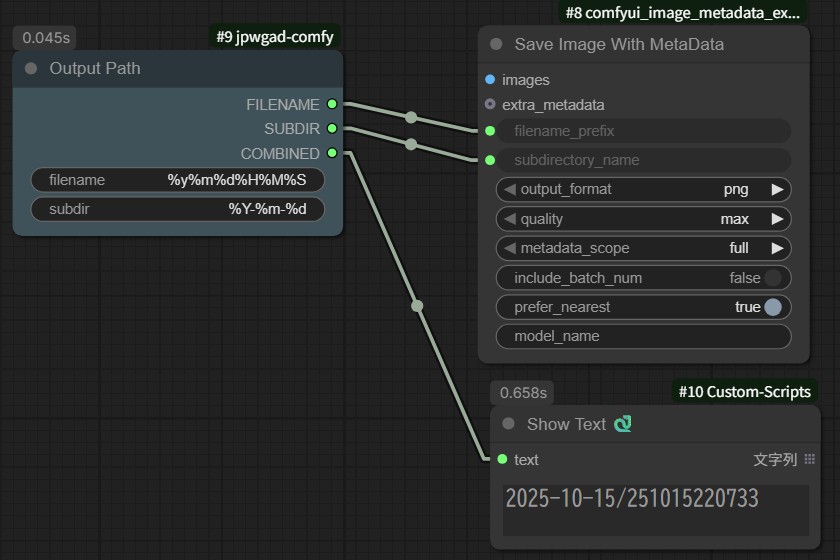 0.045s
#9 jpwgad-comfy
Output Path
FILENAME
SUBDIR
COMBINED
filename %y%m%d%H%M%S
subdir %Y-%m-%d
#8 comfyui_image_metadata_ex...
Save Image With MetaData
images
extra_metadata
filename_prefix
subdirectory_name
output_format png
quality max
metadata_scope full
include_batch_num false
prefer_nearest true
model_name
0.658s
#10 Custom-Scripts
Show Text
text 文字列
2025-10-15/251015220733